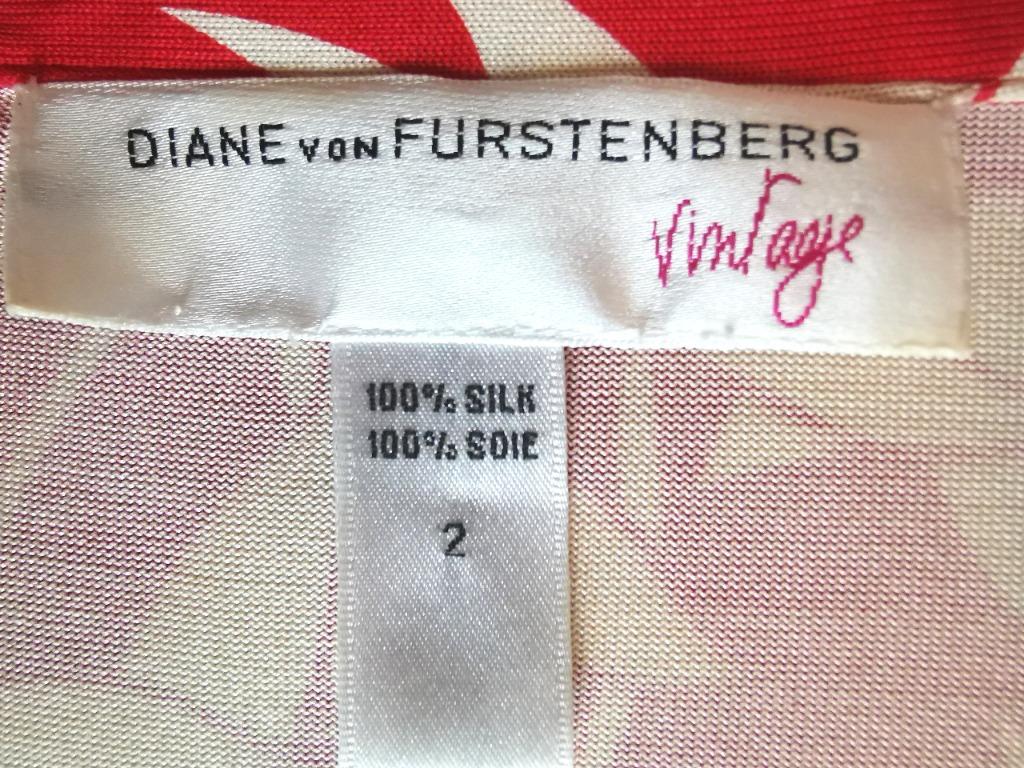 DIANE VON FURSTENBERG
Vintage
100% SILK
100% SOIE
2